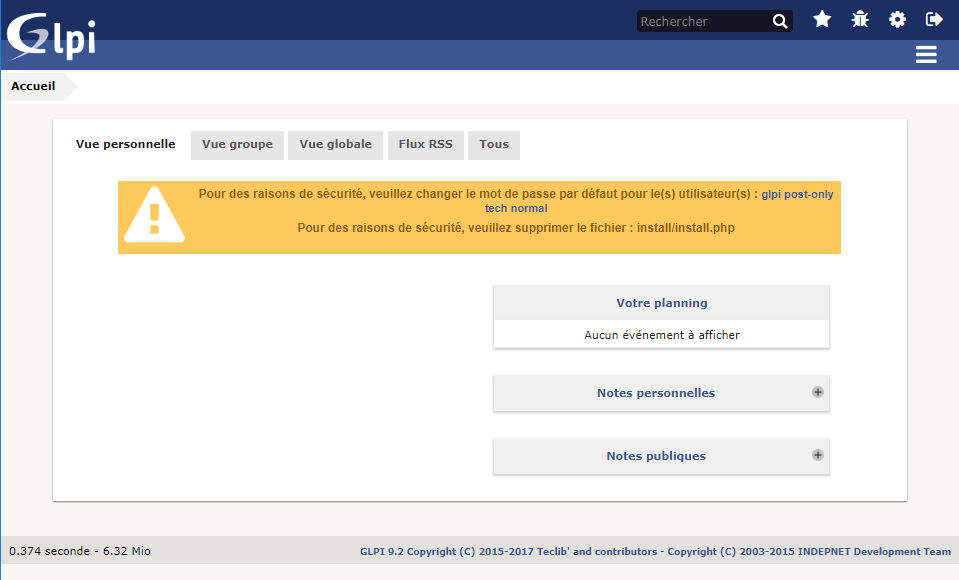 Glpi
Rechercher
Accueil
Vue personnelle
Vue groupe
Vue globale
Flux RSS
Tous
Pour des raisons de sécurité, veuillez changer le mot de passe par défaut pour le(s) utilisateur(s) : glpi post-only
tech normal
Pour des raisons de sécurité, veuillez supprimer le fichier : install/install.php
Votre planning
Aucun événement à afficher
Notes personnelles
Notes publiques
0.374 seconde - 6.32 Mio
GLPI 9.2 Copyright (C) 2015-2017 Teclib' and contributors - Copyright (C) 2003-2015 INDEPNET Development Team